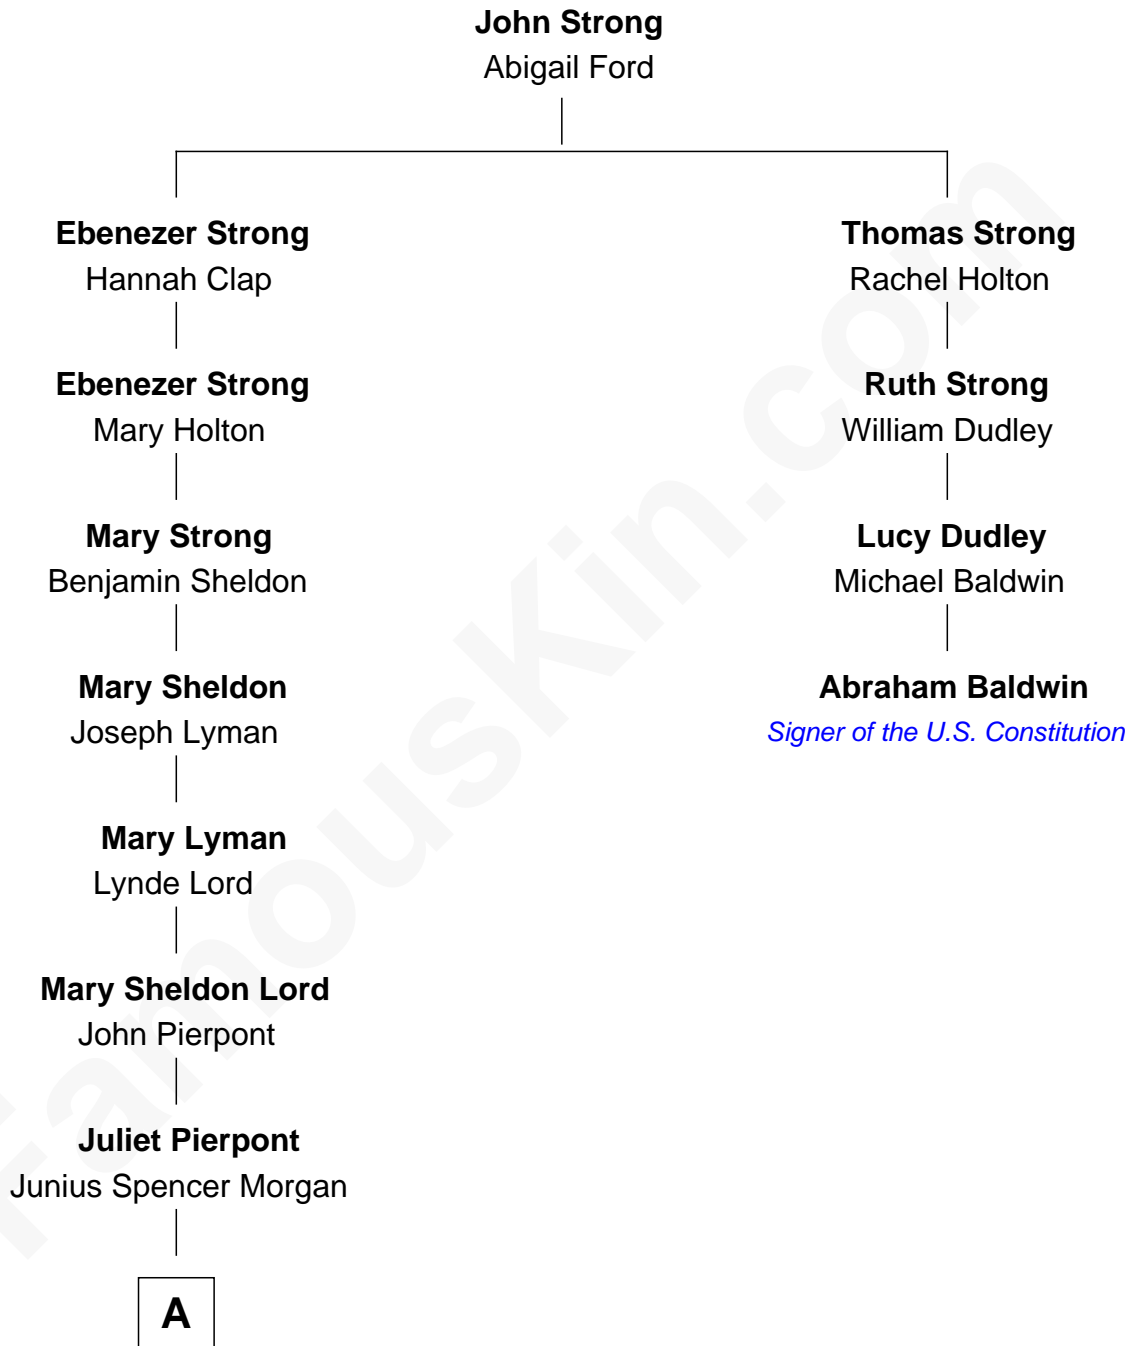 John Strong
Abigail Ford
Ebenezer Strong
Hannah Clap
Thomas Strong
Rachel Holton
Ebenezer Strong
Mary Holton
Ruth Strong
William Dudley
Mary Strong
Benjamin Sheldon
Lucy Dudley
Michael Baldwin
Mary Sheldon
Joseph Lyman
Abraham Baldwin
Signer of the U.S. Constitution
Mary Lyman
Lynde Lord
Mary Sheldon Lord
John Pierpont
Juliet Pierpont
Junius Spencer Morgan
A
FamousKin.com